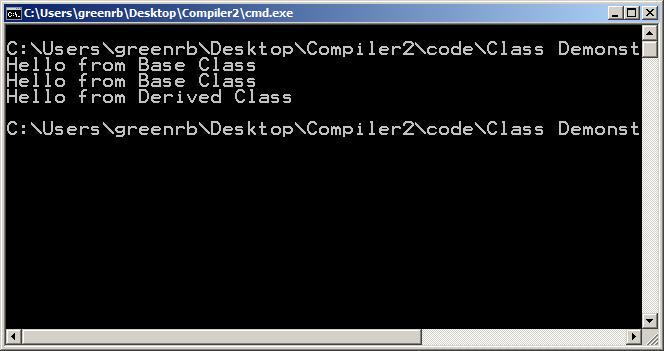 C:\Users\greenrb\Desktop\Compiler2\cmd.exe
C:\Users\greenrb\Desktop\Compiler2\code\Class Demonst
Hello from Base Class
Hello from Base Class
Hello from Derived Class
C:\Users\greenrb\Desktop\Compiler2\code\Class Demonst